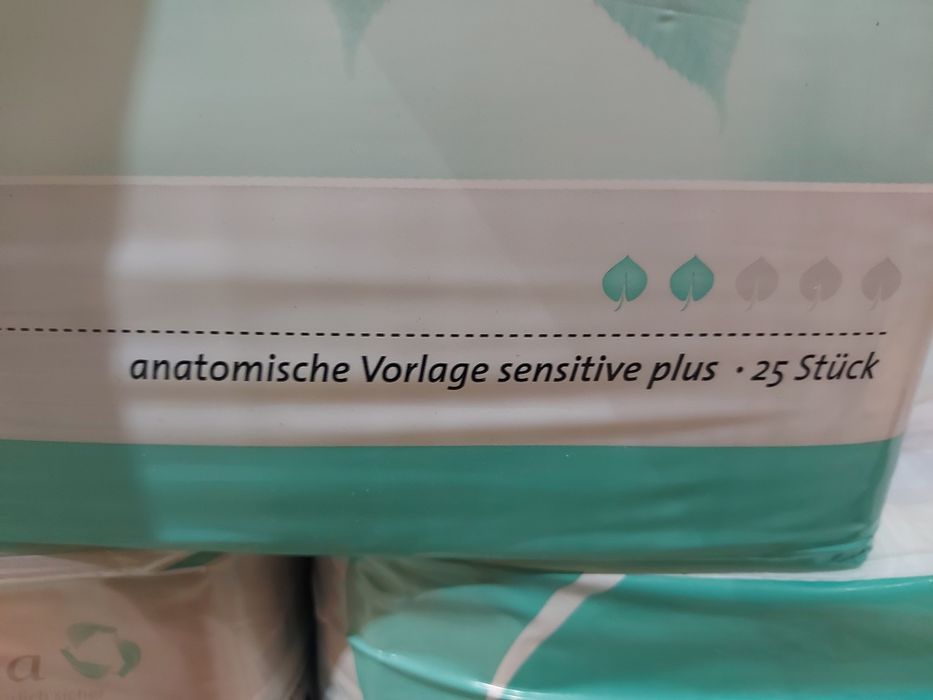 anatomische Vorlage sensitive plus · 25 Stück
a